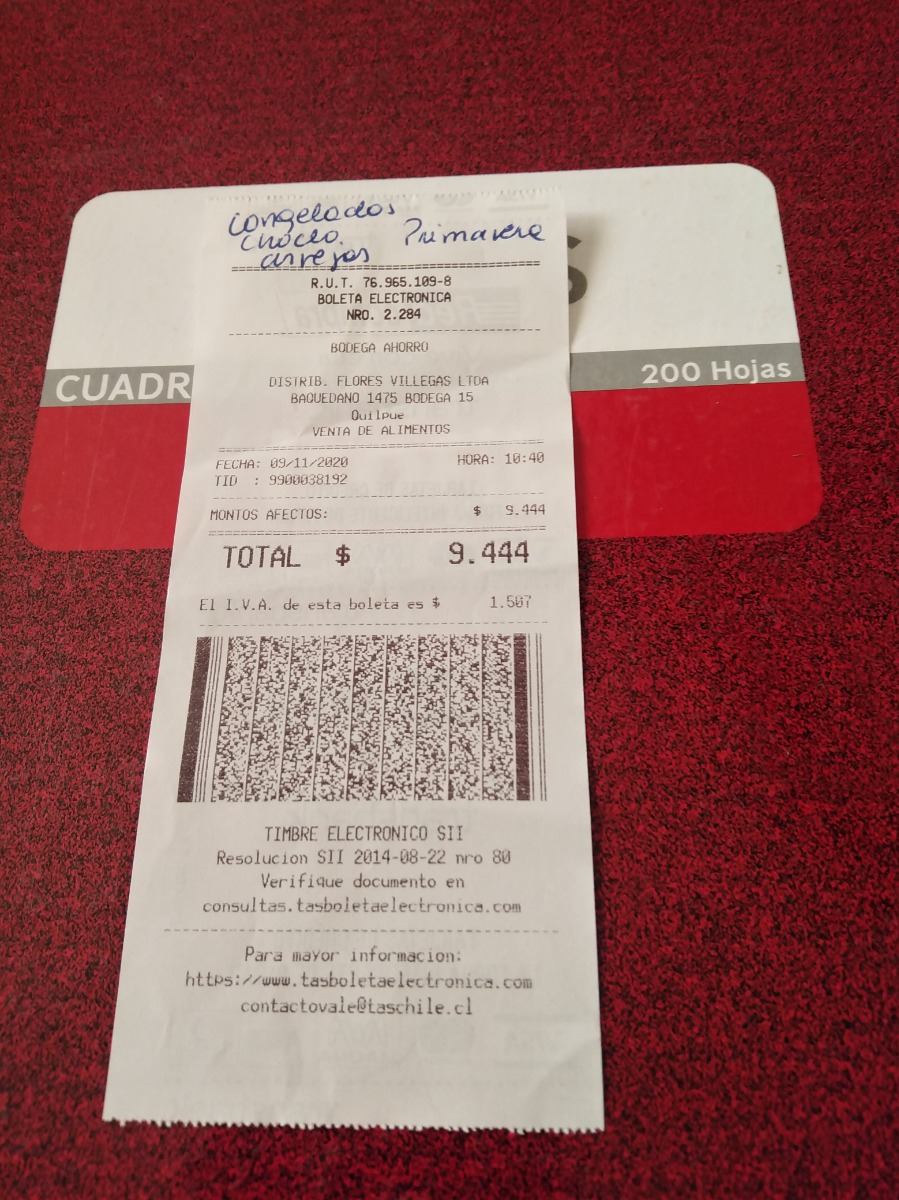 congelados
choclo. Primavera
arvejas
R.U.T. 76.965.109-8
BOLETA ELECTRONICA
NRO. 2.284
BODEGA AHORRO
DISTRIB. FLORES VILLEGAS LTDA
BAQUEDANO 1475 BODEGA 15
Quilpue
VENTA DE ALIMENTOS
FECHA: 09/11/2020 HORA: 10:40
TID : 9900038192
MONTOS AFECTOS: $ 9.444
TOTAL $ 9.444
El I.V.A. de esta boleta es $ 1.507
TIMBRE ELECTRONICO SII
Resolucion SII 2014-08-22 nro 80
Verifique documento en
consultas.tasboletaelectronica.com
Para mayor informacion:
https://www.tasboletaelectronica.com
contactovale@taschile.cl
CUADR
200 Hojas